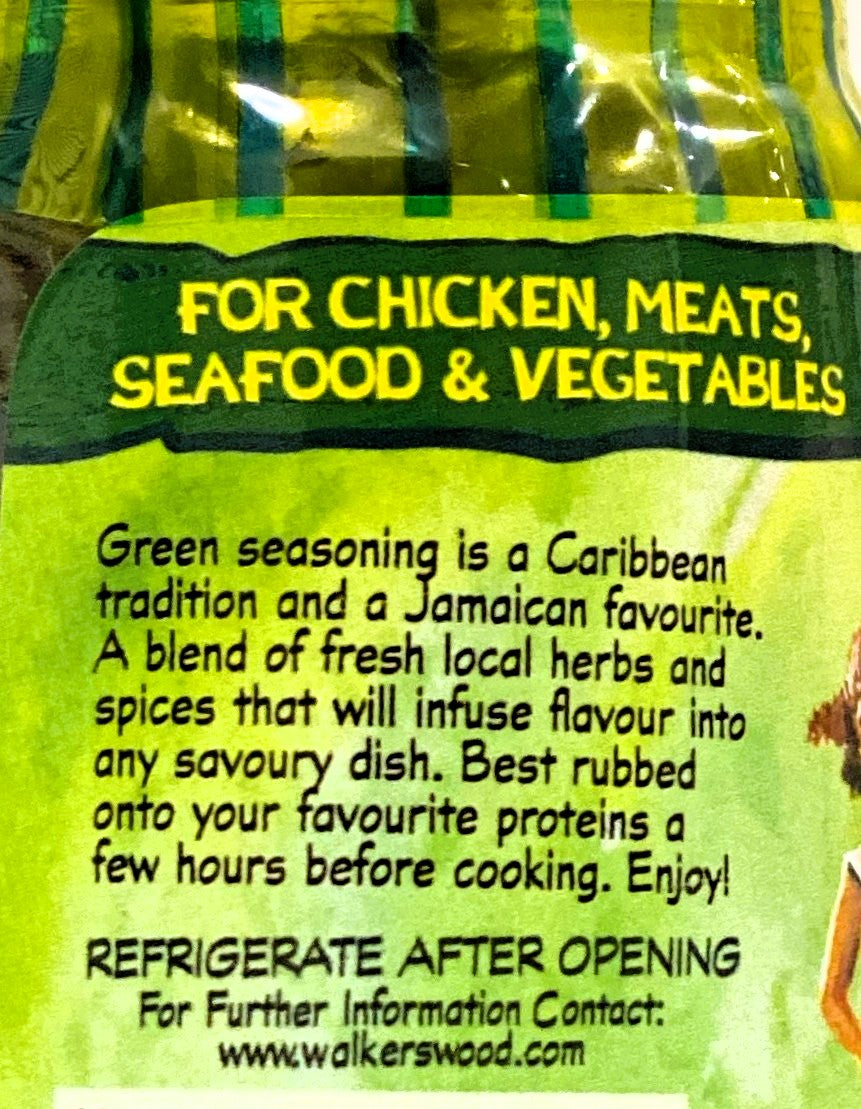 FOR CHICKEN, MEATS,
SEAFOOD & VEGETABLES
Green seasoning is a Caribbean
tradition and a Jamaican favourite.
A blend of fresh local herbs and
spices that will infuse flavour into
any savoury dish. Best rubbed
onto your favourite proteins a
few hours before cooking. Enjoy!
REFRIGERATE AFTER OPENING
For Further Information Contact:
www.walkerswood.com